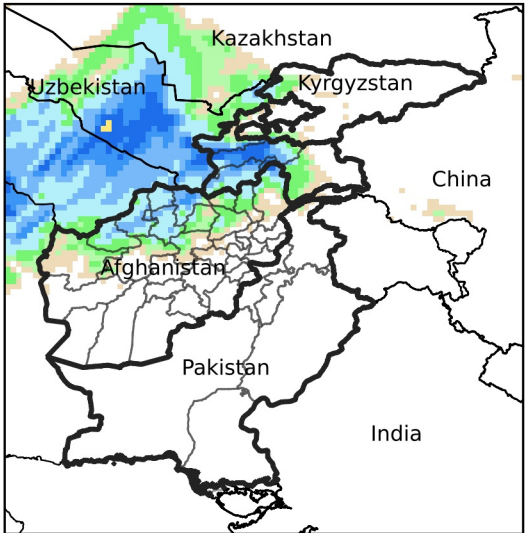 Kazakhstan
Uzbekistan
Kyrgyzstan
China
Afghanistan
Pakistan
India